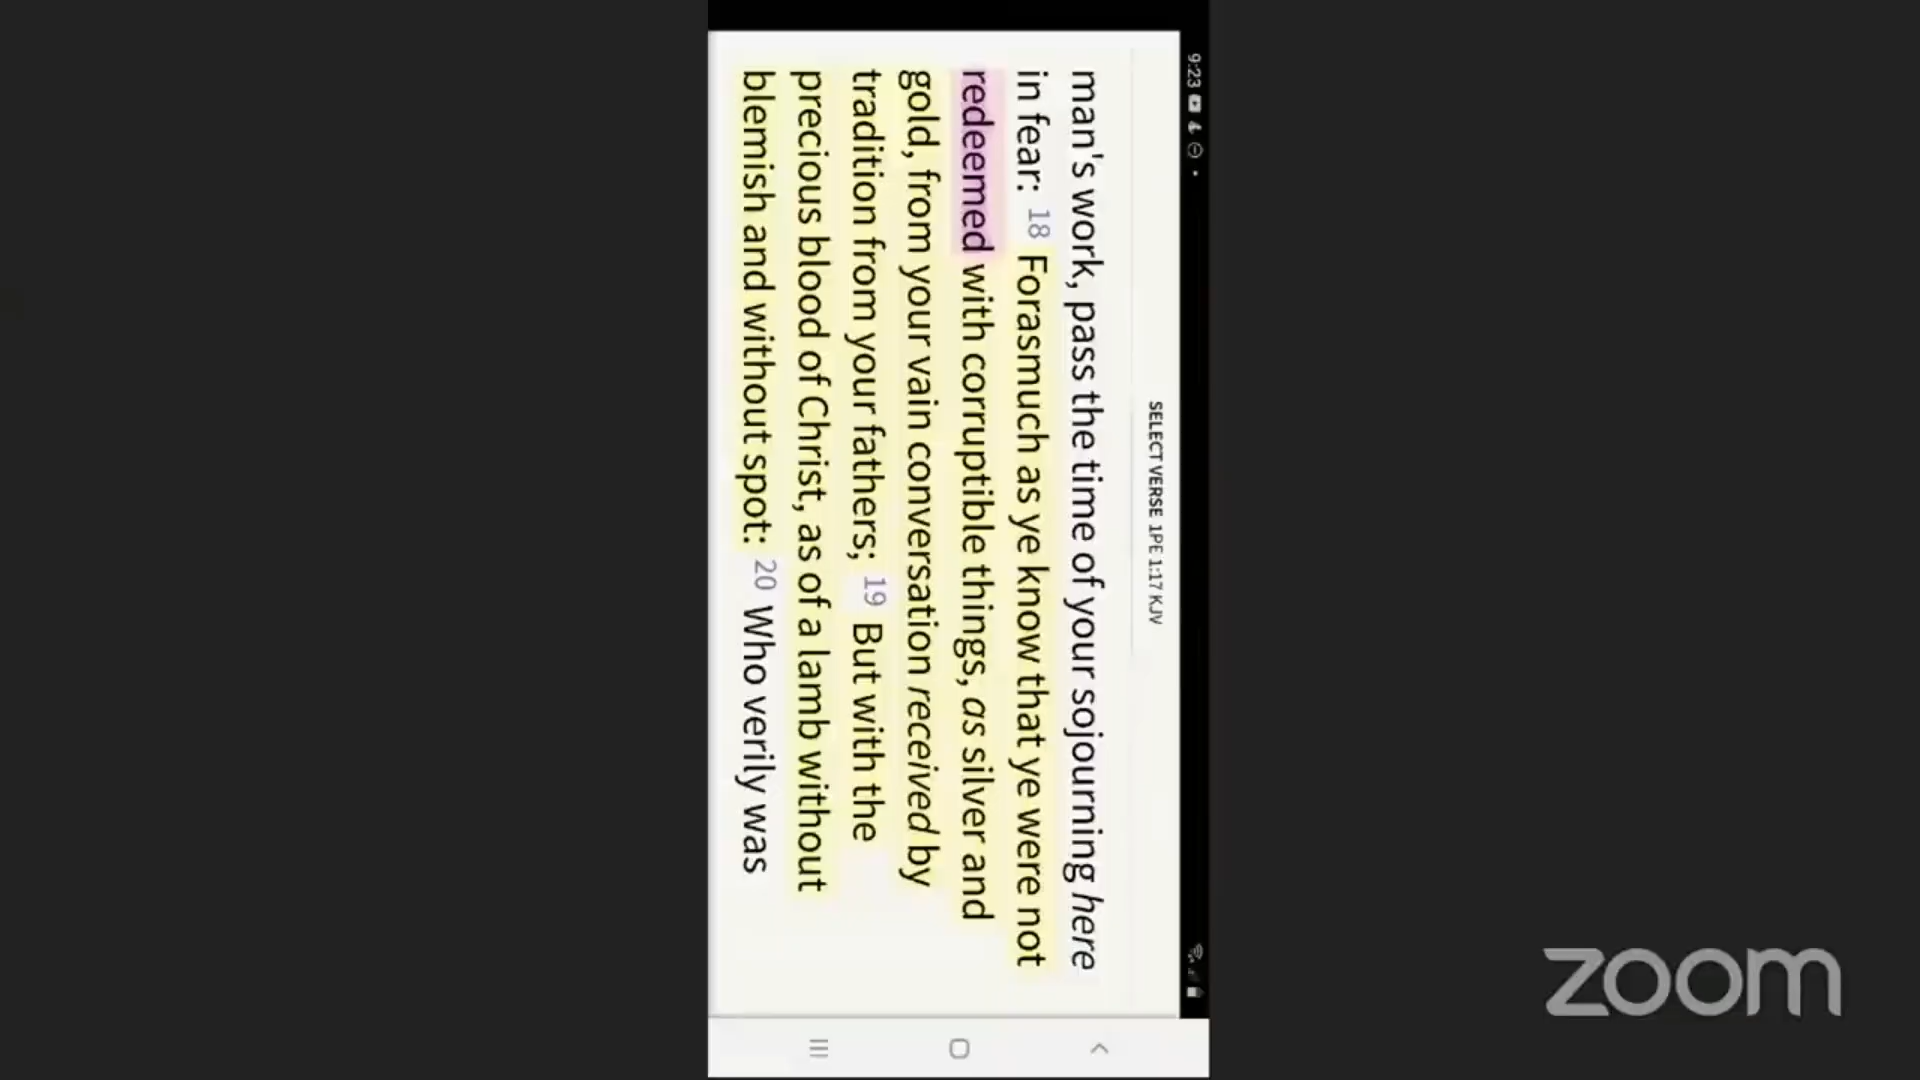 9:23
SELECT VERSE 1PE 1:17 KJV
man's work, pass the time of your sojourning here
in fear: 18 Forasmuch as ye know that ye were not
redeemed with corruptible things, as silver and
gold, from your vain conversation received by
tradition from your fathers; 19 But with the
precious blood of Christ, as of a lamb without
blemish and without spot: 20 Who verily was
zoom